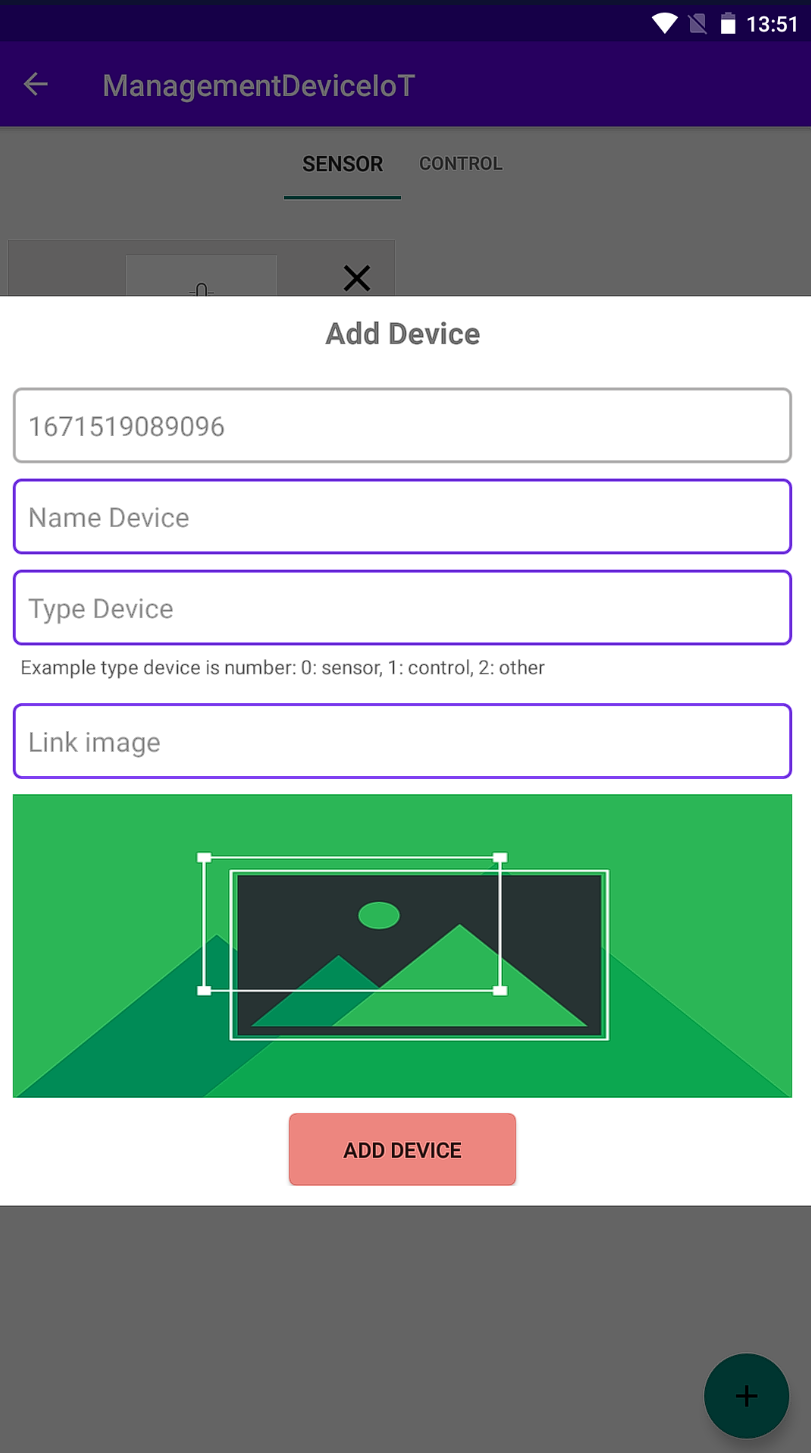 13:51
ManagementDeviceIoT
SENSOR CONTROL
Add Device
1671519089096
Name Device
Type Device
Example type device is number: 0: sensor, 1: control, 2: other
Link image
ADD DEVICE